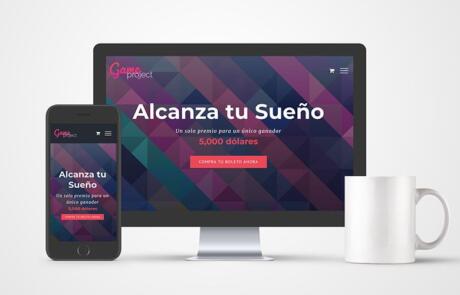 Game
project
Alcanza tu Sueño
Un solo premio para un único ganador
5,000 dólares
COMPRA TU BOLETO AHORA
Game
project
Alcanza tu
Sueño
Un solo premio para un
único ganador
5,000 dólares
COMPRA TU BOLETO AHORA